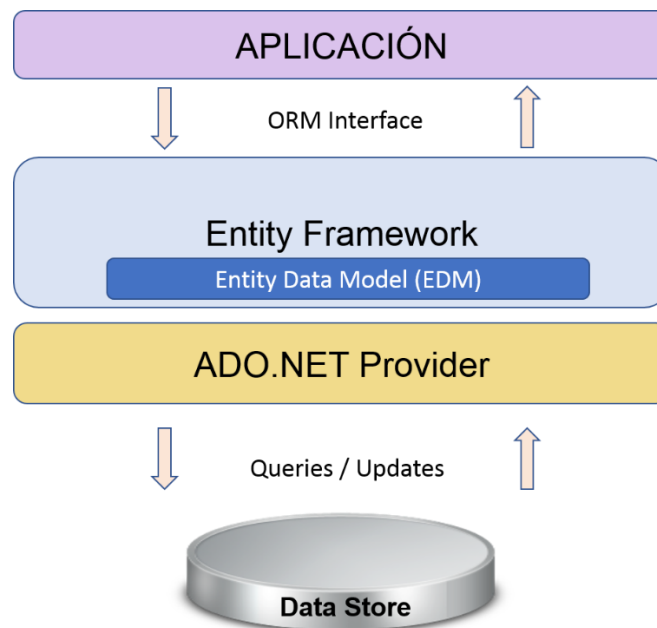 APLICACIÓN
ORM Interface
Entity Framework
Entity Data Model (EDM)
ADO.NET Provider
Queries / Updates
Data Store